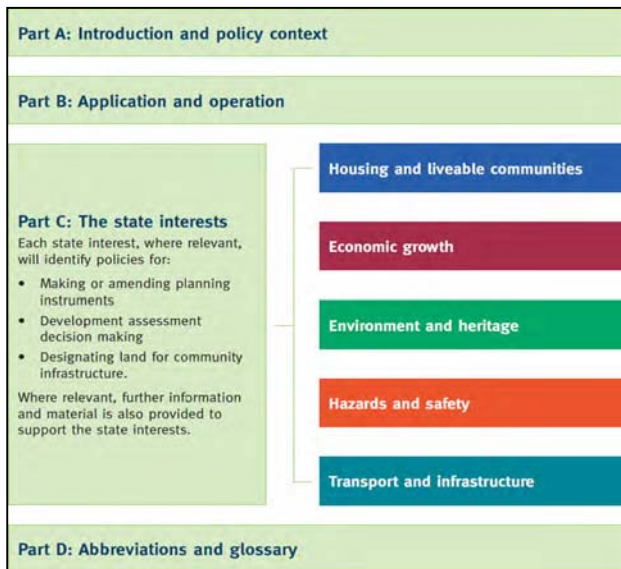 Part A: Introduction and policy context
Part B: Application and operation
Part C: The state interests
Each state interest, where relevant,
will identify policies for:
• Making or amending planning
instruments
• Development assessment
decision making
• Designating land for community
infrastructure.
Where relevant, further information
and material is also provided to
support the state interests.
Housing and liveable communities
Economic growth
Environment and heritage
Hazards and safety
Transport and infrastructure
Part D: Abbreviations and glossary